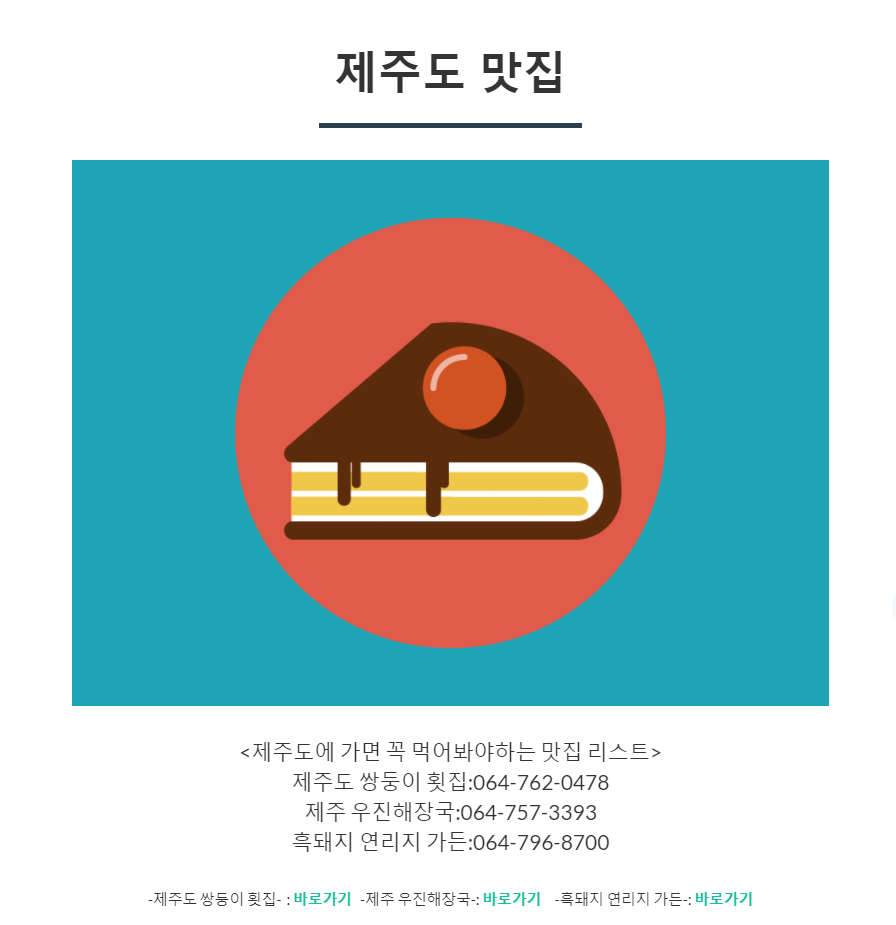 제주도 맛집
<제주도에 가면 꼭 먹어봐야하는 맛집 리스트>
제주도 쌍둥이 횟집:064-762-0478
제주 우진해장국:064-757-3393
흑돼지 연리지 가든:064-796-8700
-제주도 쌍둥이 횟집- : 바로가기 -제주 우진해장국-: 바로가기 -흑돼지 연리지 가든-: 바로가기